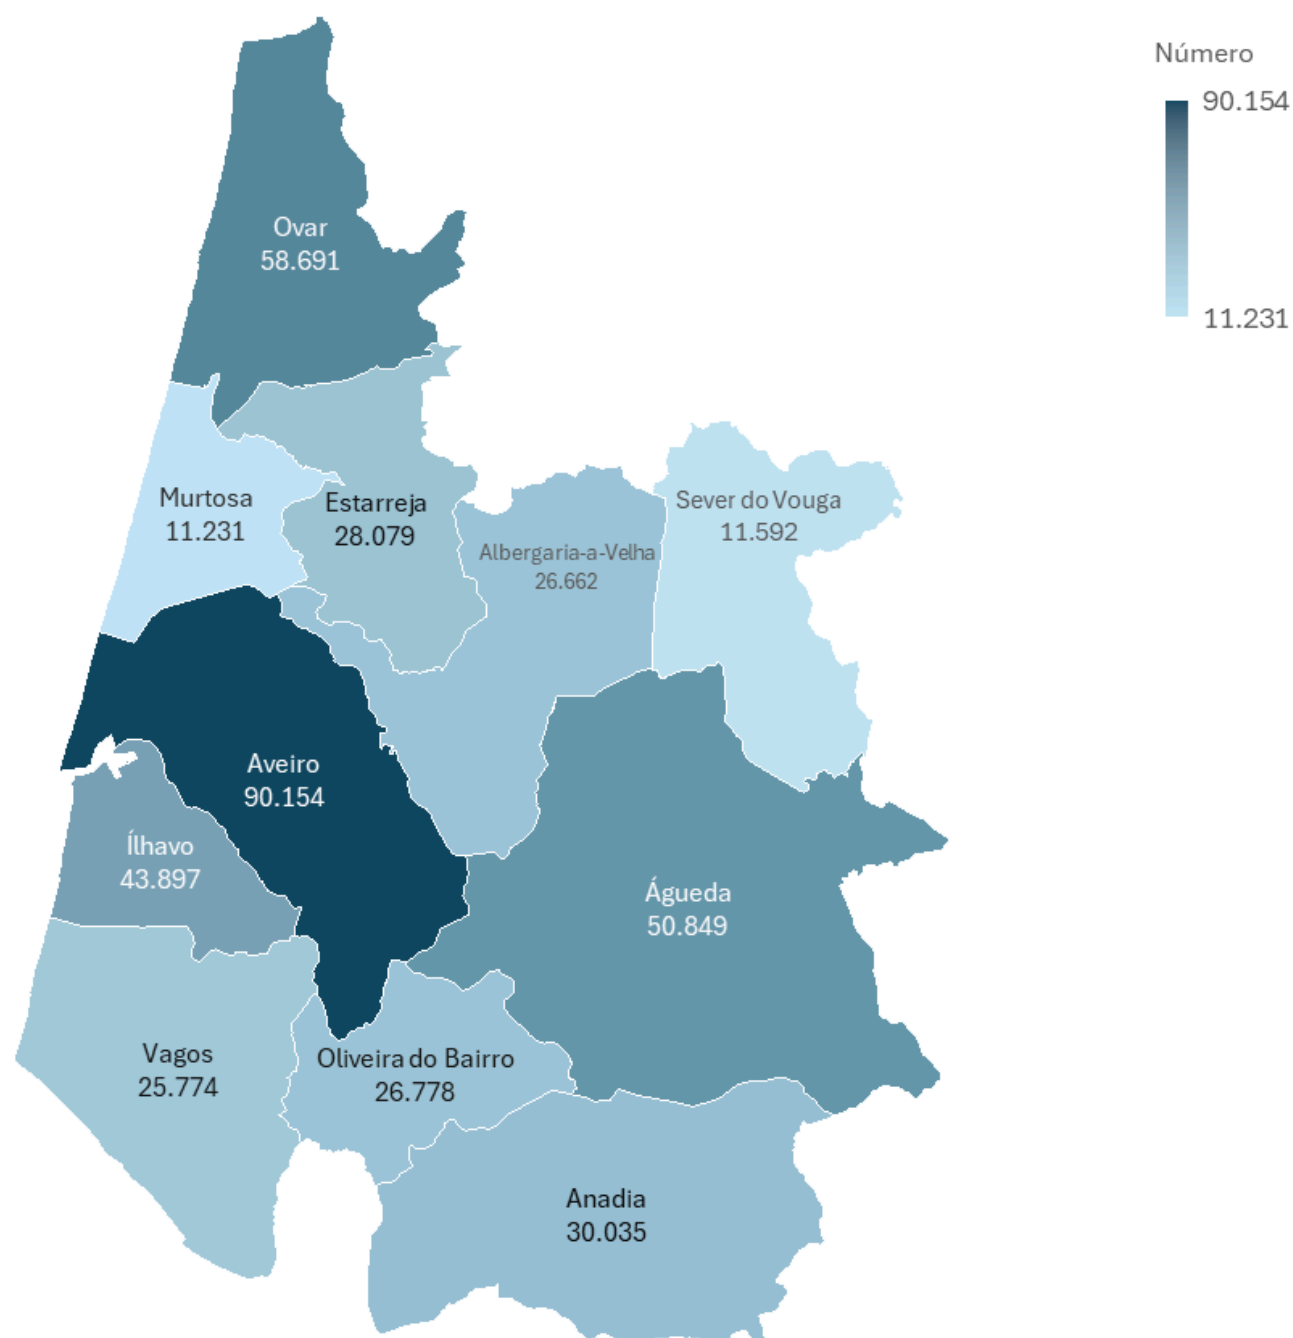 Número
90.154
11.231
Ovar
58.691
Murtosa
11.231
Estarreja
28.079
Albergaria-a-Velha
26.662
Sever do Vouga
11.592
Aveiro
90.154
Ílhavo
43.897
Águeda
50.849
Vagos
25.774
Oliveira do Bairro
26.778
Anadia
30.035